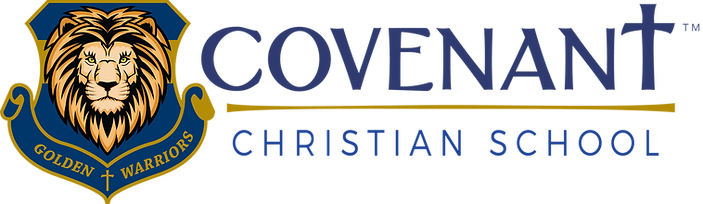 GOLDEN WARRIORS
COVENANT™
CHRISTIAN SCHOOL